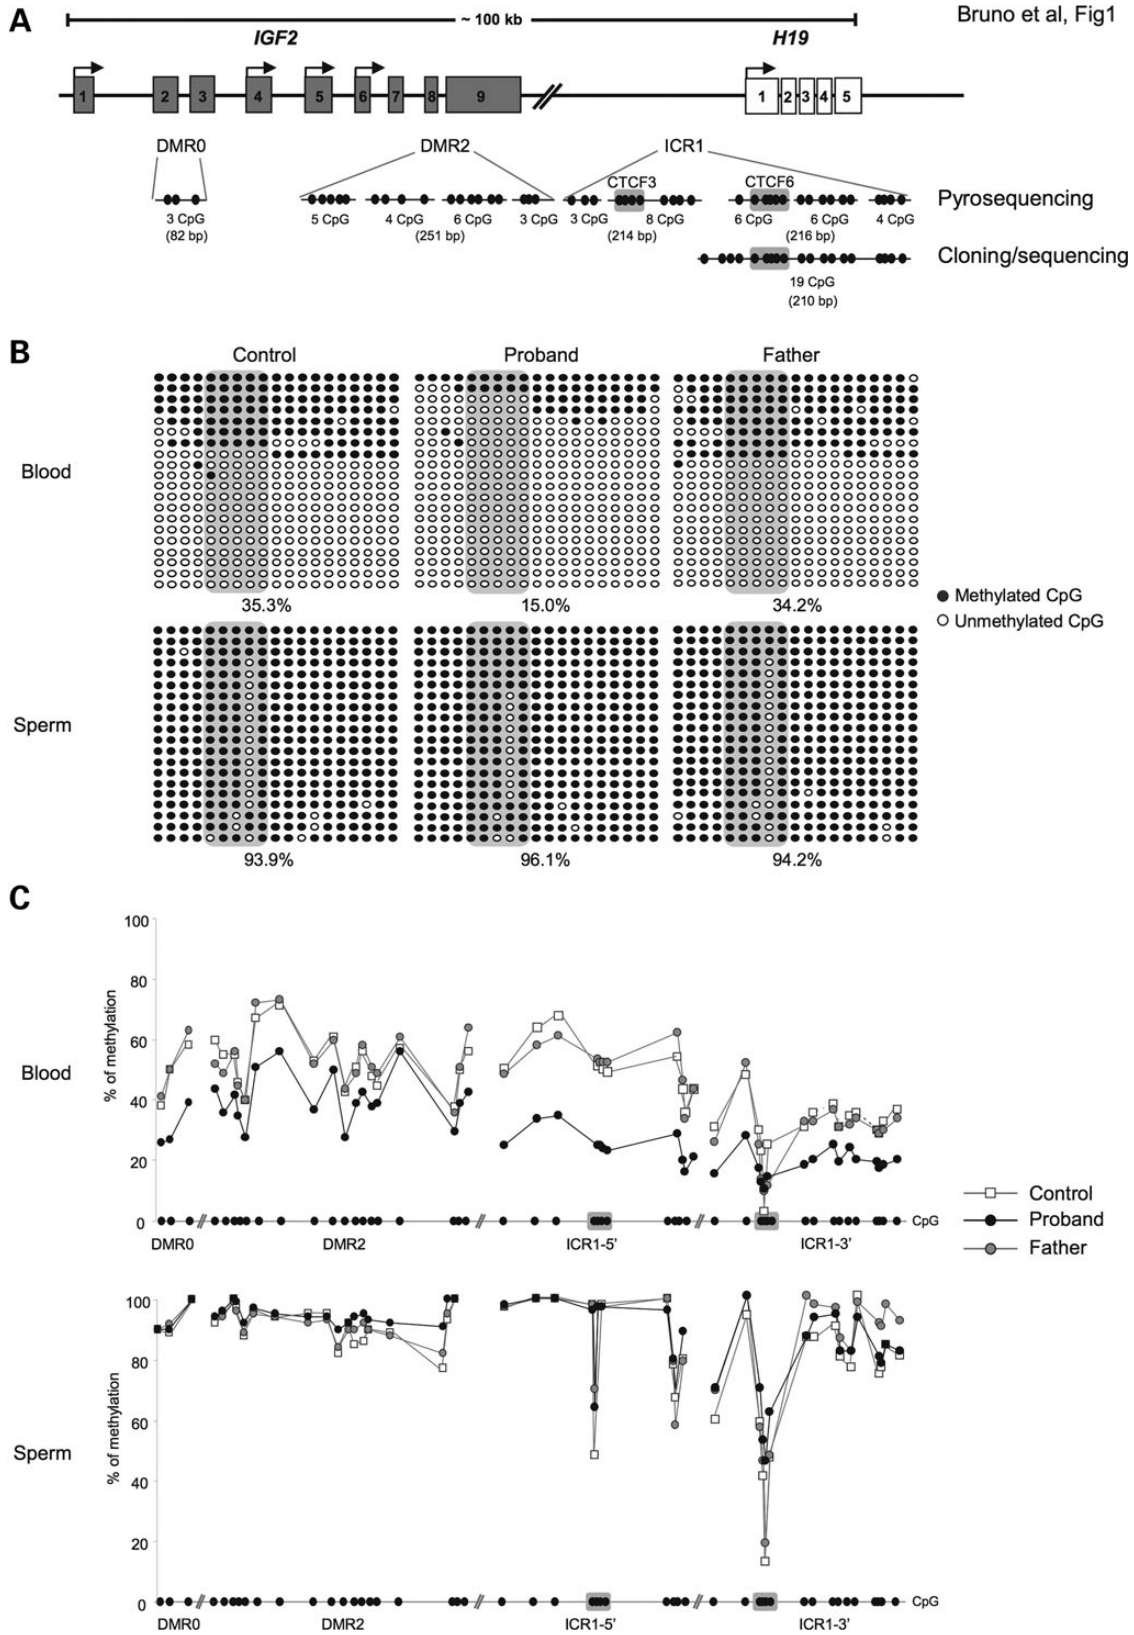 A
~ 100 kb
Bruno et al, Fig1
IGF2
H19
1 2 3 4 5 6 7 8 9 1 2 3 4 5
DMR0 DMR2 ICR1
CTCF3 CTCF6
Pyrosequencing
3 CpG 5 CpG 4 CpG 6 CpG 3 CpG 3 CpG 8 CpG 6 CpG 6 CpG 4 CpG
(82 bp) (251 bp) (214 bp) (216 bp)
Cloning/sequencing
19 CpG
(210 bp)
B
Control Proband Father
Blood
35.3% 15.0% 34.2%
Methylated CpG
Unmethylated CpG
Sperm
93.9% 96.1% 94.2%
C
100
80
60
40
20
0
% of methylation
Blood
CpG
DMR0 DMR2 ICR1-5' ICR1-3'
Control
Proband
Father
100
80
60
40
20
0
% of methylation
Sperm
CpG
DMR0 DMR2 ICR1-5' ICR1-3'